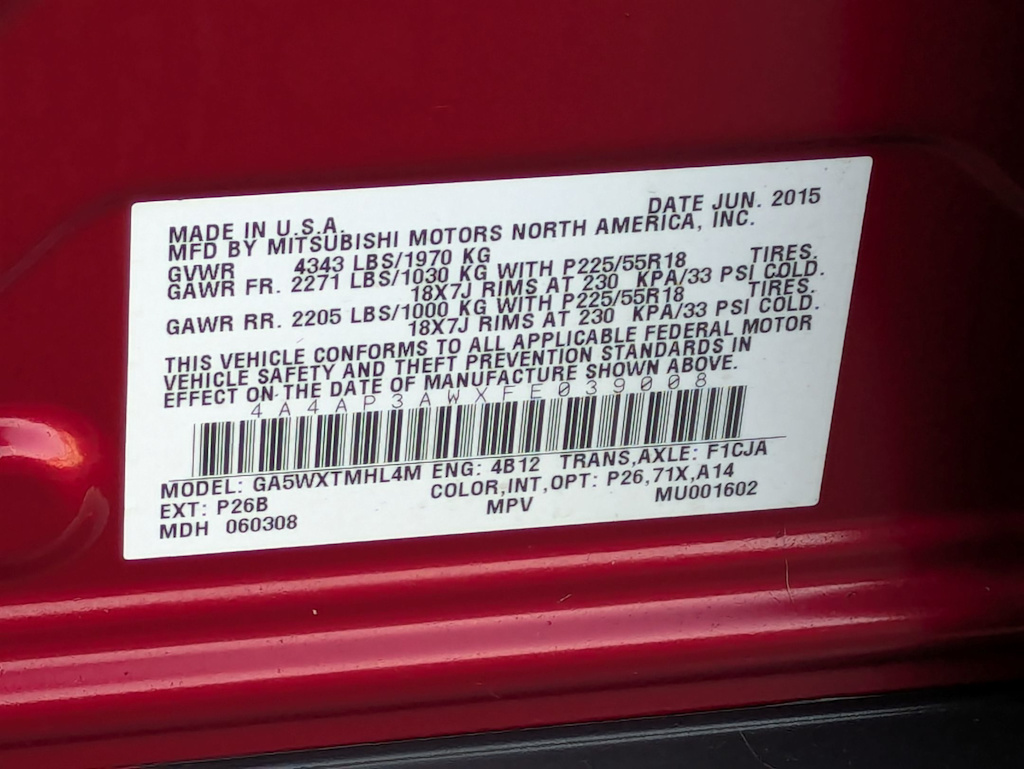 DATE JUN. 2015
MADE IN U.S.A.
MFD BY MITSUBISHI MOTORS NORTH AMERICA, INC.
GVWR 4343 LBS/1970 KG
GAWR FR. 2271 LBS/1030 KG WITH P225/55R18 TIRES.
18X7J RIMS AT 230 KPA/33 PSI COLD.
GAWR RR. 2205 LBS/1000 KG WITH P225/55R18 TIRES.
18X7J RIMS AT 230 KPA/33 PSI COLD.
THIS VEHICLE CONFORMS TO ALL APPLICABLE FEDERAL MOTOR
VEHICLE SAFETY AND THEFT PREVENTION STANDARDS IN
EFFECT ON THE DATE OF MANUFACTURE SHOWN ABOVE.
4A4AP3AWXFE039008
MODEL: GA5WXTMHL4M ENG: 4B12 TRANS,AXLE: F1CJA
EXT: P26B COLOR,INT,OPT: P26,71X,A14
MDH 060308 MPV MU001602